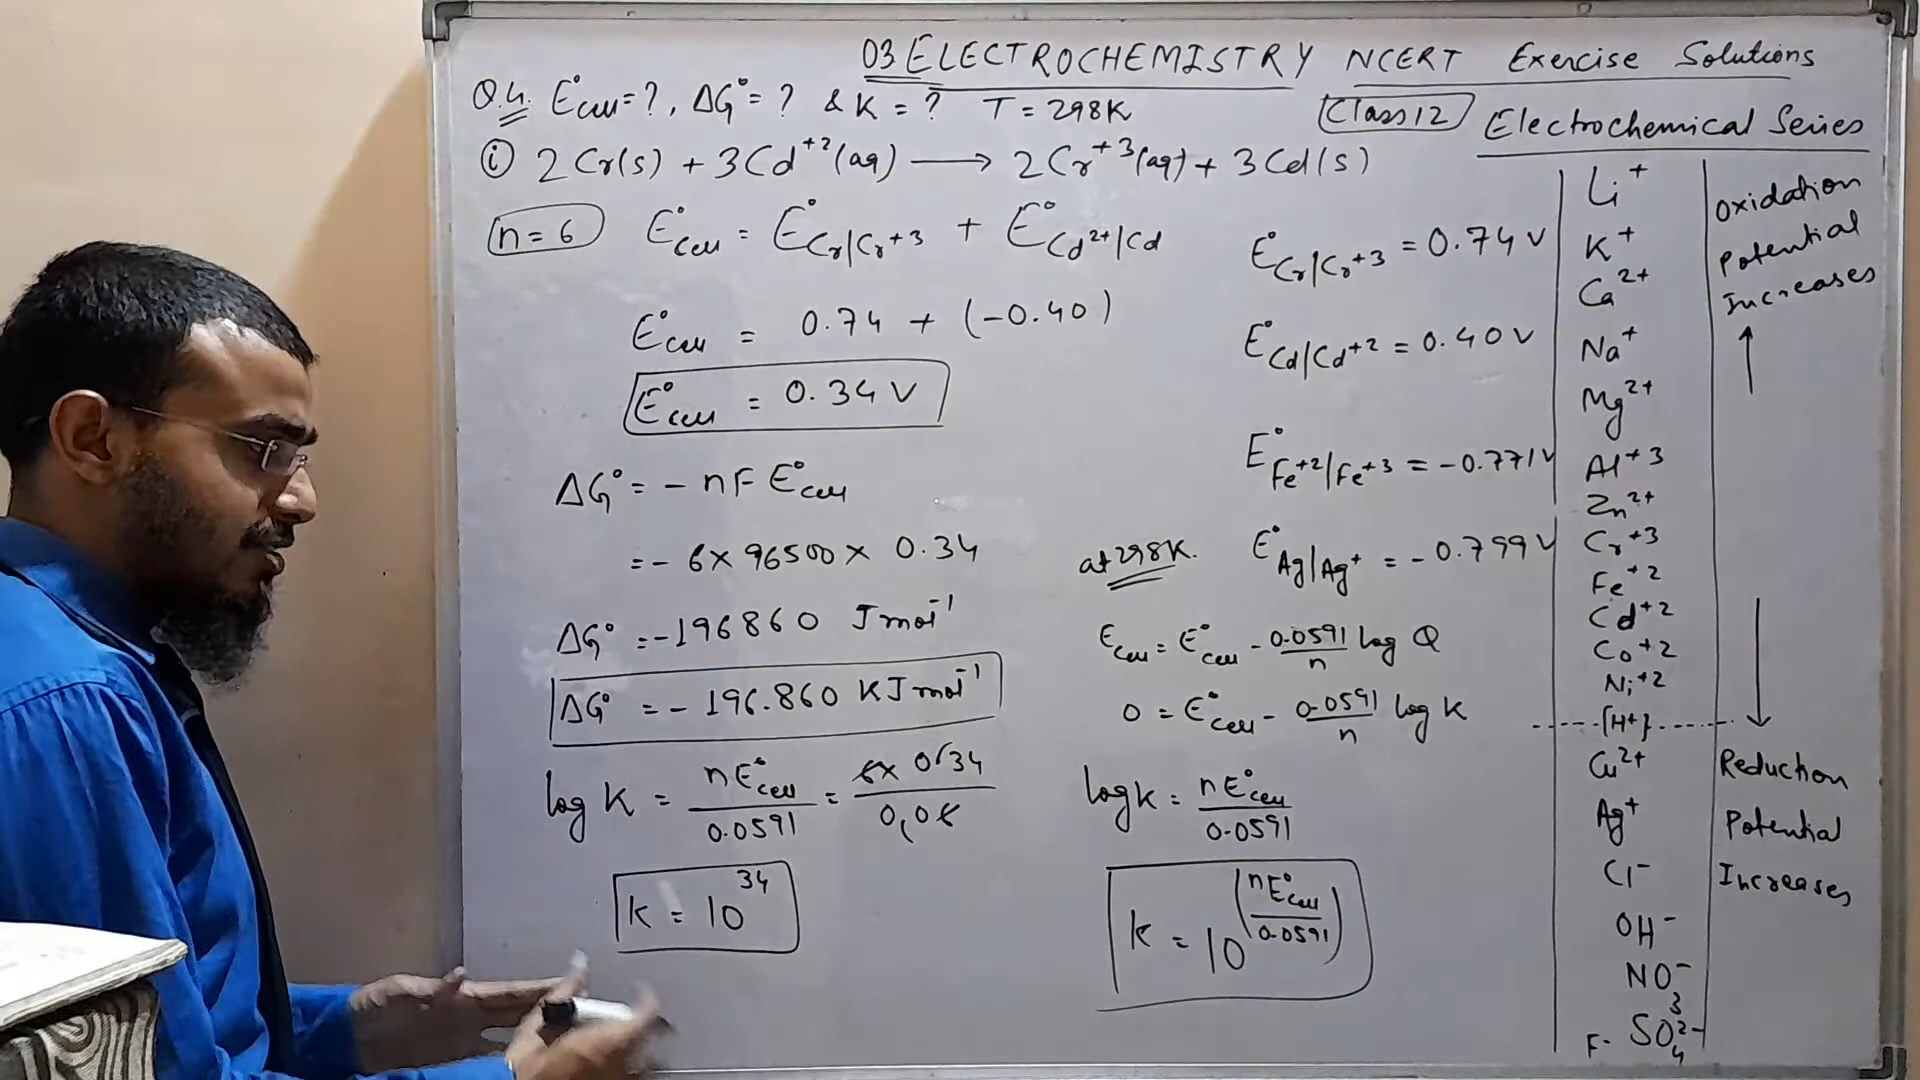 03 ELECTROCHEMISTRY NCERT Exercise Solutions
Q.4. E°cell = ?, ΔG° = ? & K = ? T = 298K
Class 12
(i) 2Cr(s) + 3Cd⁺²(aq) ⟶ 2Cr⁺³(aq) + 3Cd(s)
n = 6 E°cell = E°Cr|Cr⁺³ + E°Cd²⁺|Cd
E°cell = 0.74 + (-0.40)
E°cell = 0.34 V
ΔG° = - nFE°cell
= - 6 × 96500 × 0.34
ΔG° = -196860 J mol⁻¹
ΔG° = - 196.860 KJ mol⁻¹
log K = nE°cell / 0.0591 = 6 × 0.34 / 0.06
K = 10³⁴
E°Cr|Cr⁺³ = 0.74 V
E°Cd|Cd⁺² = 0.40 V
E°Fe⁺²|Fe⁺³ = -0.771 V
at 298K.
E°Ag|Ag⁺ = -0.799 V
Ecell = E°cell - 0.0591/n log Q
0 = E°cell - 0.0591/n log K
log K = nE°cell / 0.0591
K = 10^(nE°cell / 0.0591)
Electrochemical Series
Li⁺
K⁺
Ca²⁺
Na⁺
Mg²⁺
Al⁺³
Zn²⁺
Cr⁺³
Fe⁺²
Cd⁺²
Co⁺²
Ni⁺²
[H⁺]
Cu²⁺
Ag⁺
Cl⁻
OH⁻
NO₃⁻
SO₄²⁻
F⁻
Oxidation
Potential
Increases
↑
↓
Reduction
Potential
Increases